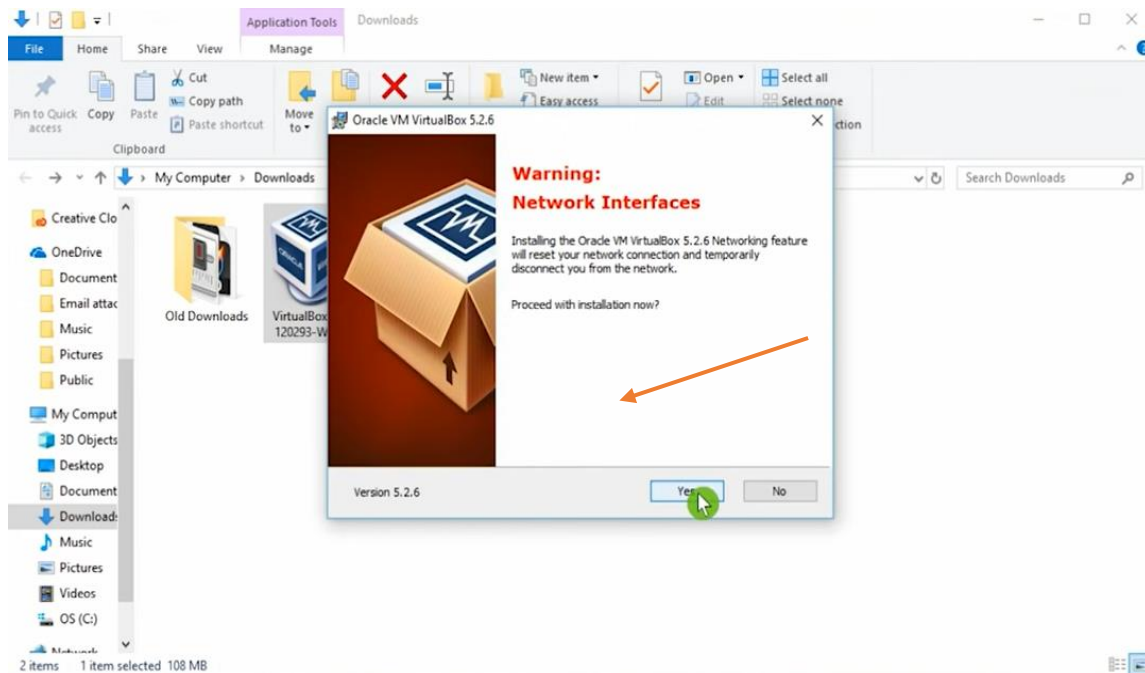 Application Tools
Downloads
File
Home
Share
View
Manage
Pin to Quick
access
Copy
Paste
Cut
Copy path
Paste shortcut
Clipboard
Move
to
New item
Easy access
Open
Edit
Select all
Select none
My Computer
Downloads
Search Downloads
Creative Clo
OneDrive
Document
Email attac
Music
Pictures
Public
My Comput
3D Objects
Desktop
Document
Download
Music
Pictures
Videos
OS (C:)
Network
Old Downloads
VirtualBox
120293-W
Oracle VM VirtualBox 5.2.6
Warning:
Network Interfaces
Installing the Oracle VM VirtualBox 5.2.6 Networking feature
will reset your network connection and temporarily
disconnect you from the network.
Proceed with installation now?
Version 5.2.6
Yes
No
2 items
1 item selected 108 MB